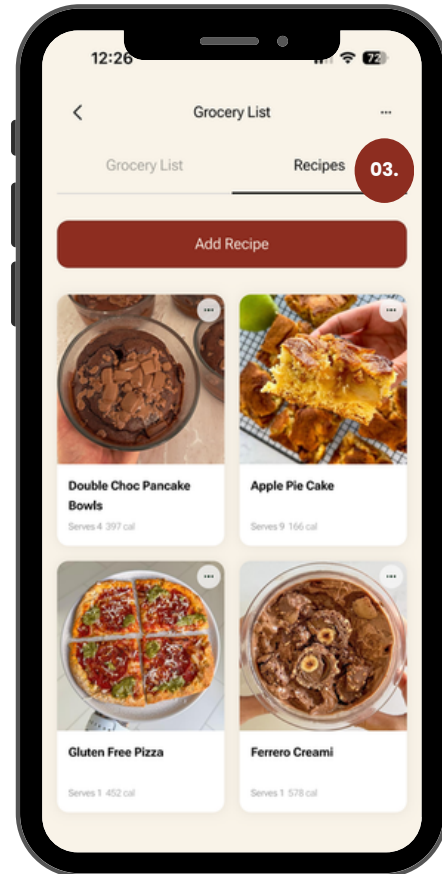 12:26
72
Grocery List
...
Grocery List
Recipes
03.
Add Recipe
...
...
Double Choc Pancake
Bowls
Serves 4 397 cal
Apple Pie Cake
Serves 9 166 cal
...
...
Gluten Free Pizza
Serves 1 452 cal
Ferrero Creami
Serves 1 578 cal